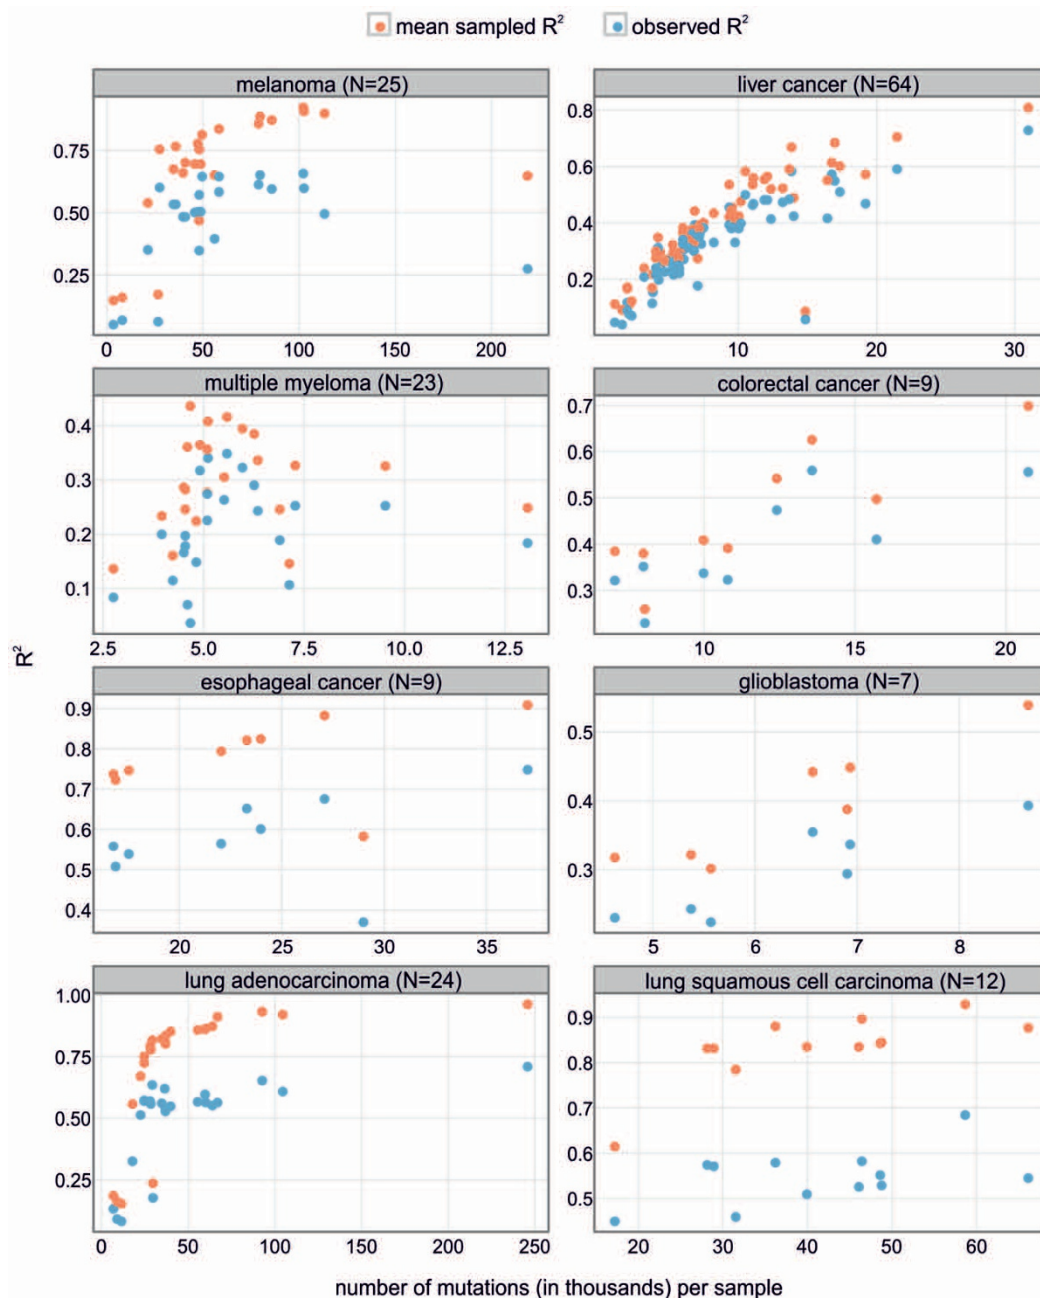 mean sampled R² observed R²
melanoma (N=25) liver cancer (N=64)
0.75
0.50
0.25
0 50 100 150 200
0.8
0.6
0.4
0.2
10 20 30
multiple myeloma (N=23) colorectal cancer (N=9)
0.4
0.3
0.2
0.1
2.5 5.0 7.5 10.0 12.5
0.7
0.6
0.5
0.4
0.3
10 15 20
R²
esophageal cancer (N=9) glioblastoma (N=7)
0.9
0.8
0.7
0.6
0.5
0.4
20 25 30 35
0.5
0.4
0.3
5 6 7 8
lung adenocarcinoma (N=24) lung squamous cell carcinoma (N=12)
1.00
0.75
0.50
0.25
0 50 100 150 200 250
0.9
0.8
0.7
0.6
0.5
20 30 40 50 60
number of mutations (in thousands) per sample